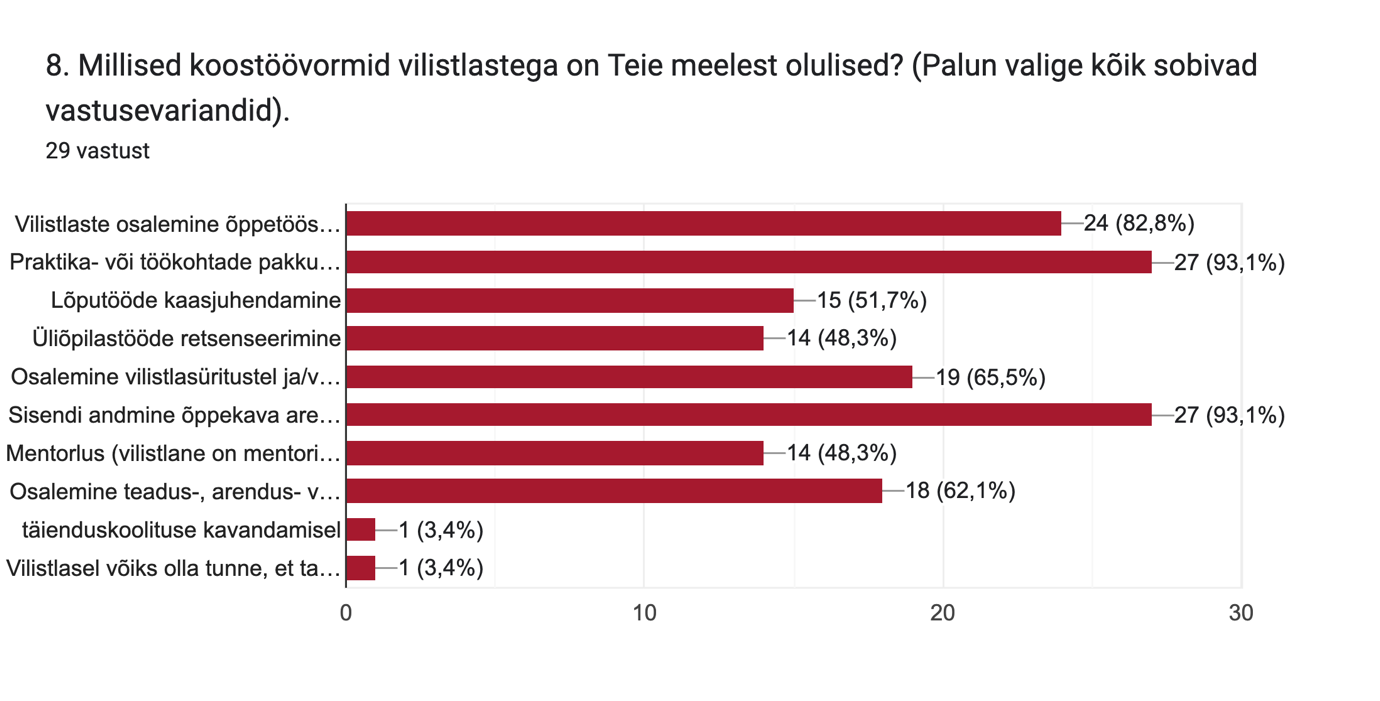 8. Millised koostöövormid vilistlastega on Teie meelest olulised? (Palun valige kõik sobivad
vastusevariandid).
29 vastust
Vilistlaste osalemine õppetöös… 24 (82,8%)
Praktika- või töökohtade pakku… 27 (93,1%)
Lõputööde kaasjuhendamine 15 (51,7%)
Üliõpilastööde retsenseerimine 14 (48,3%)
Osalemine vilistlasüritustel ja/v… 19 (65,5%)
Sisendi andmine õppekava are… 27 (93,1%)
Mentorlus (vilistlane on mentori… 14 (48,3%)
Osalemine teadus-, arendus- v… 18 (62,1%)
täienduskoolituse kavandamisel 1 (3,4%)
Vilistlasel võiks olla tunne, et ta… 1 (3,4%)
0 10 20 30